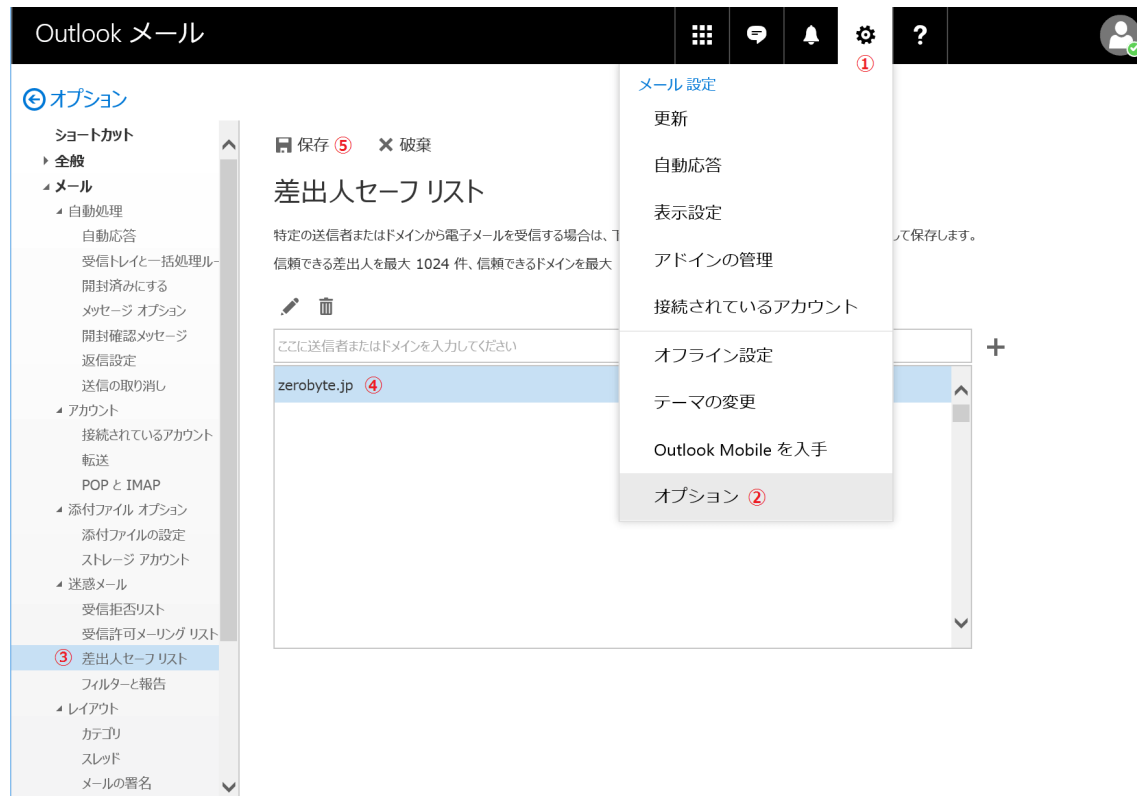 Outlook メール
?
①
オプション
ショートカット
全般
メール
自動処理
自動応答
受信トレイと一括処理ルー
開封済みにする
メッセージ オプション
開封確認メッセージ
返信設定
送信の取り消し
アカウント
接続されているアカウント
転送
POP と IMAP
添付ファイル オプション
添付ファイルの設定
ストレージ アカウント
迷惑メール
受信拒否リスト
受信許可メーリング リスト
③ 差出人セーフ リスト
フィルターと報告
レイアウト
カテゴリ
スレッド
メールの署名
保存 ⑤ 破棄
差出人セーフ リスト
特定の送信者またはドメインから電子メールを受信する場合は、下
して保存します。
信頼できる差出人を最大 1024 件、信頼できるドメインを最大
ここに送信者またはドメインを入力してください
zerobyte.jp ④
メール 設定
更新
自動応答
表示設定
アドインの管理
接続されているアカウント
オフライン設定
テーマの変更
Outlook Mobile を入手
オプション ②